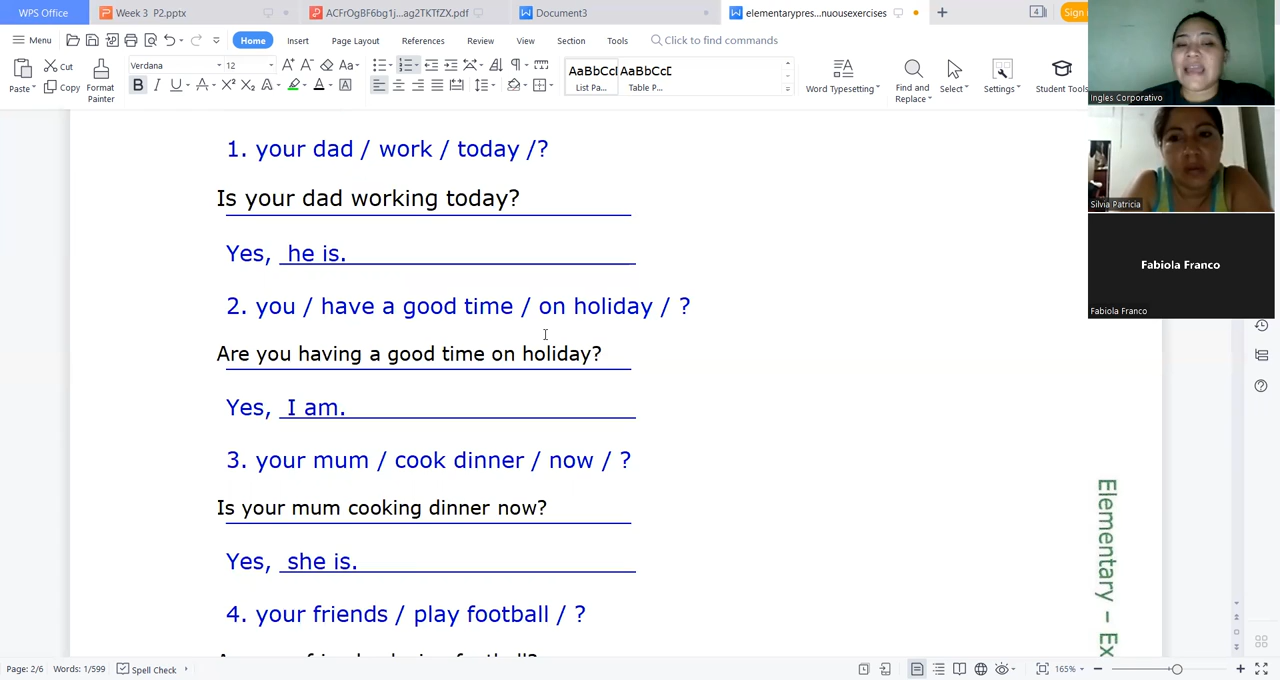 WPS Office
Week 3 P2.pptx
ACFrOgBF6bg1j...ag2TKTfZX.pdf
Document3
elementarypres...nuousexercises
4
Sign
Menu
Home
Insert
Page Layout
References
Review
View
Section
Tools
Click to find commands
Paste
Cut
Copy
Format Painter
Verdana
12
AaBbCcI
List Pa...
AaBbCcD
Table P...
Word Typesetting
Find and Replace
Select
Settings
Student Tools
Ingles Corporativo
Silvia Patricia
Fabiola Franco
Fabiola Franco
1. your dad / work / today /?
Is your dad working today?
Yes, he is.
2. you / have a good time / on holiday / ?
Are you having a good time on holiday?
Yes, I am.
3. your mum / cook dinner / now / ?
Is your mum cooking dinner now?
Yes, she is.
4. your friends / play football / ?
Elementary – Ex
Page: 2/6
Words: 1/599
Spell Check
165%